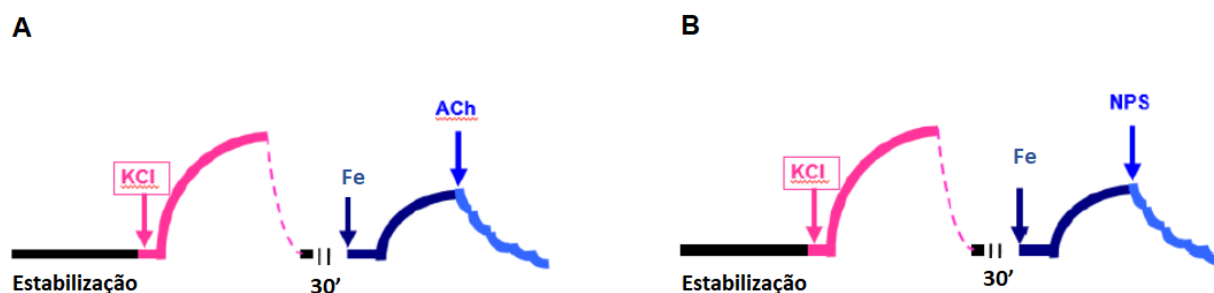 A
B
ACh
NPS
KCl
Fe
KCl
Fe
Estabilização
30'
Estabilização
30'